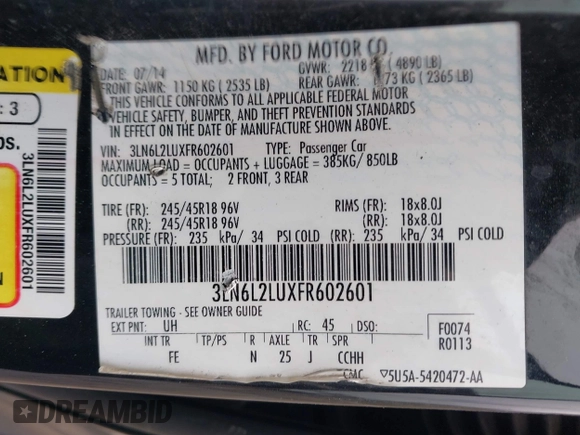 ATION
: 3
os.
3LN6L2LUXFR602601
N
MFD. BY FORD MOTOR CO.
DATE: 07/14 GVWR: 2218 ( 4890 LB)
FRONT GAWR: 1150 KG ( 2535 LB) REAR GAWR: 73 KG ( 2365 LB)
THIS VEHICLE CONFORMS TO ALL APPLICABLE FEDERAL MOTOR
VEHICLE SAFETY, BUMPER, AND THEFT PREVENTION STANDARDS
IN EFFECT ON THE DATE OF MANUFACTURE SHOWN ABOVE.
VIN: 3LN6L2LUXFR602601 TYPE: Passenger Car
MAXIMUM LOAD = OCCUPANTS + LUGGAGE = 385KG/ 850LB
OCCUPANTS = 5 TOTAL: 2 FRONT, 3 REAR
TIRE (FR): 245/45R18 96V RIMS (FR): 18x8.0J
(RR): 245/45R18 96V (RR): 18x8.0J
PRESSURE (FR): 235 kPa/ 34 PSI COLD (RR): 235 kPa/ 34 PSI COLD
3LN6L2LUXFR602601
TRAILER TOWING - SEE OWNER GUIDE
EXT PNT: UH RC: 45 DSO: F0074
R0113
INT TR TP/PS R AXLE TR SPR
FE N 25 J CCHH
▽5U5A-5420472-AA
DREAMBID